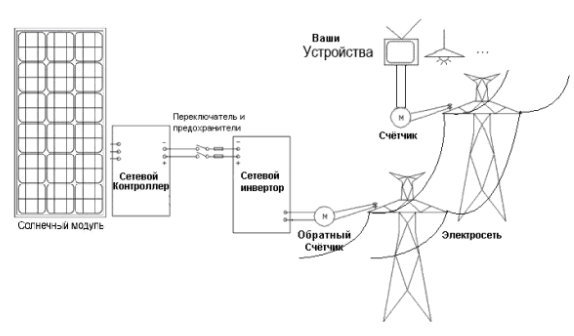 Ваши
Устройства
...
Переключатель и
предохранители
М
Счётчик
–
–
+
+
Сетевой
Контроллер
Сетевой
инвертор
М
Солнечный модуль
Обратный
Счётчик
Электросеть